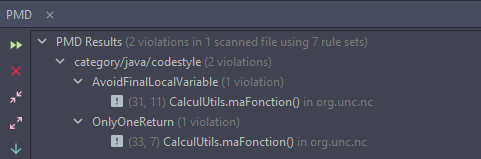 PMD ×
PMD Results (2 violations in 1 scanned file using 7 rule sets)
category/java/codestyle (2 violations)
AvoidFinalLocalVariable (1 violation)
(31, 11) CalculUtils.maFonction() in org.unc.nc
OnlyOneReturn (1 violation)
(33, 7) CalculUtils.maFonction() in org.unc.nc